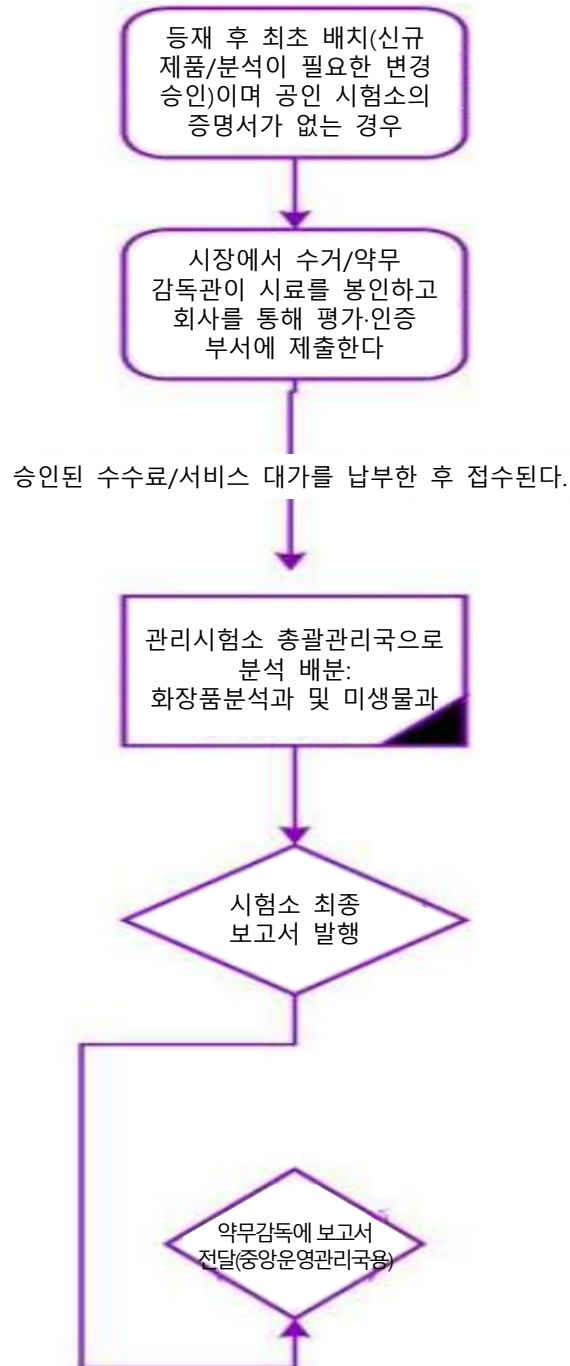 등재 후 최초 배치(신규
제품/분석이 필요한 변경
승인)이며 공인 시험소의
증명서가 없는 경우
시장에서 수거/약무
감독관이 시료를 봉인하고
회사를 통해 평가·인증
부서에 제출한다
승인된 수수료/서비스 대가를 납부한 후 접수된다.
관리시험소 총괄관리국으로
분석 배분:
화장품분석과 및 미생물과
시험소 최종
보고서 발행
약무감독에 보고서
전달(중앙운영관리국용)